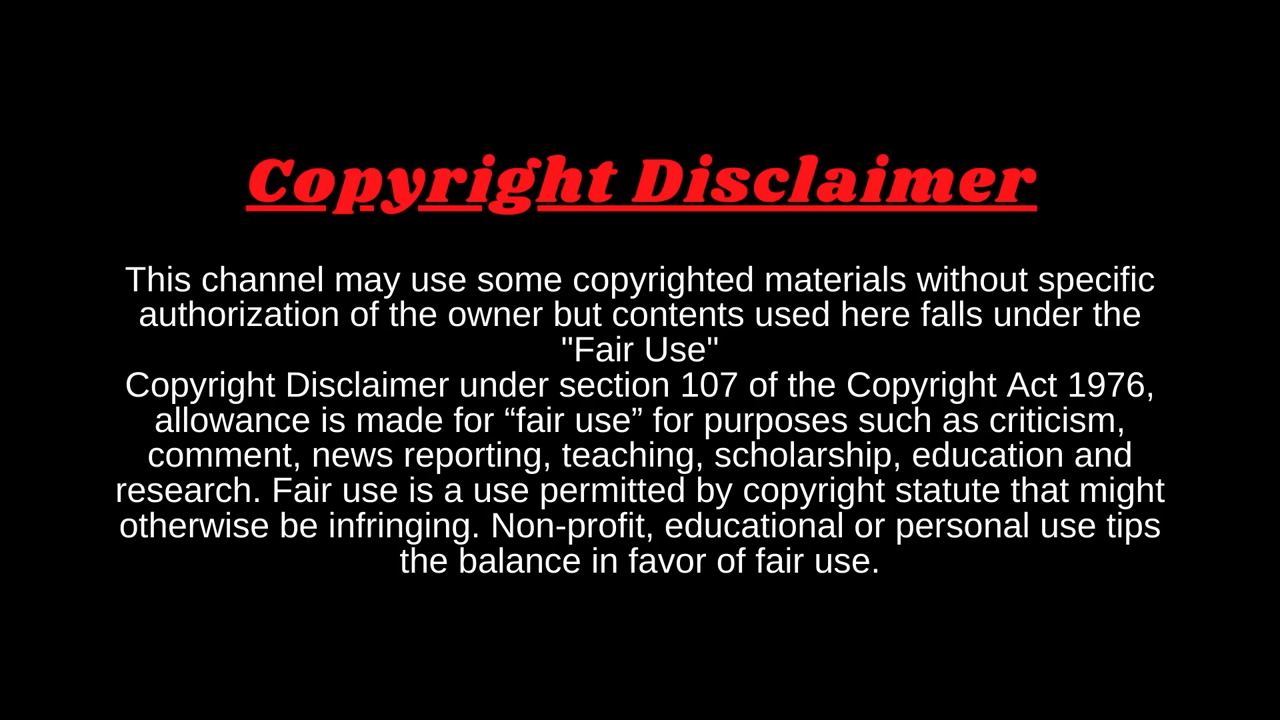 Copyright Disclaimer
This channel may use some copyrighted materials without specific
authorization of the owner but contents used here falls under the
"Fair Use"
Copyright Disclaimer under section 107 of the Copyright Act 1976,
allowance is made for “fair use” for purposes such as criticism,
comment, news reporting, teaching, scholarship, education and
research. Fair use is a use permitted by copyright statute that might
otherwise be infringing. Non-profit, educational or personal use tips
the balance in favor of fair use.